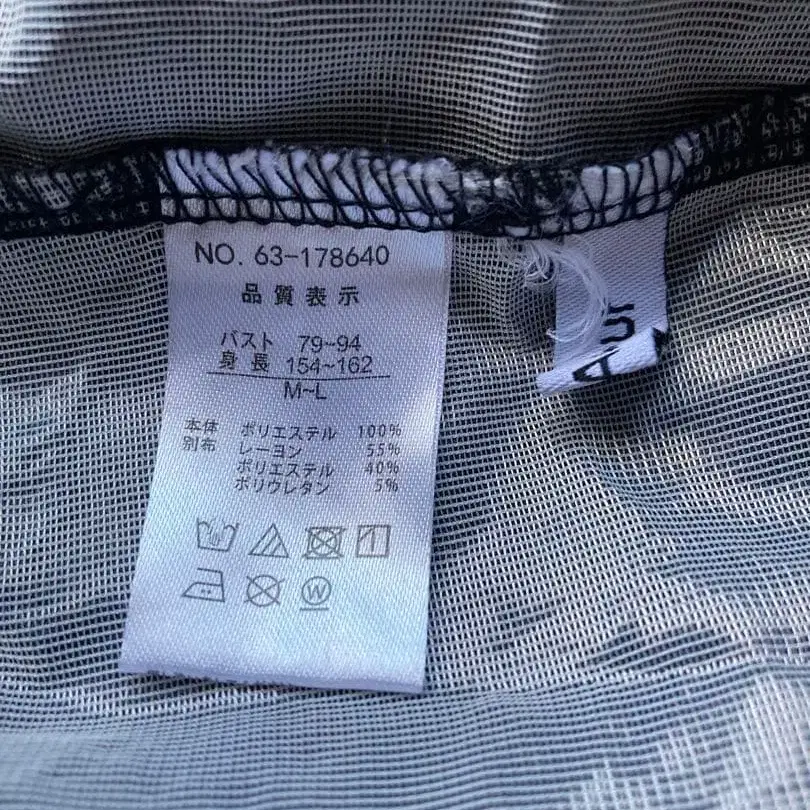 NO. 63-178640
品質表示
バスト 79~94
身長 154~162
M~L
本体 ポリエステル 100%
別布 レーヨン 55%
ポリエステル 40%
ポリウレタン 5%
W